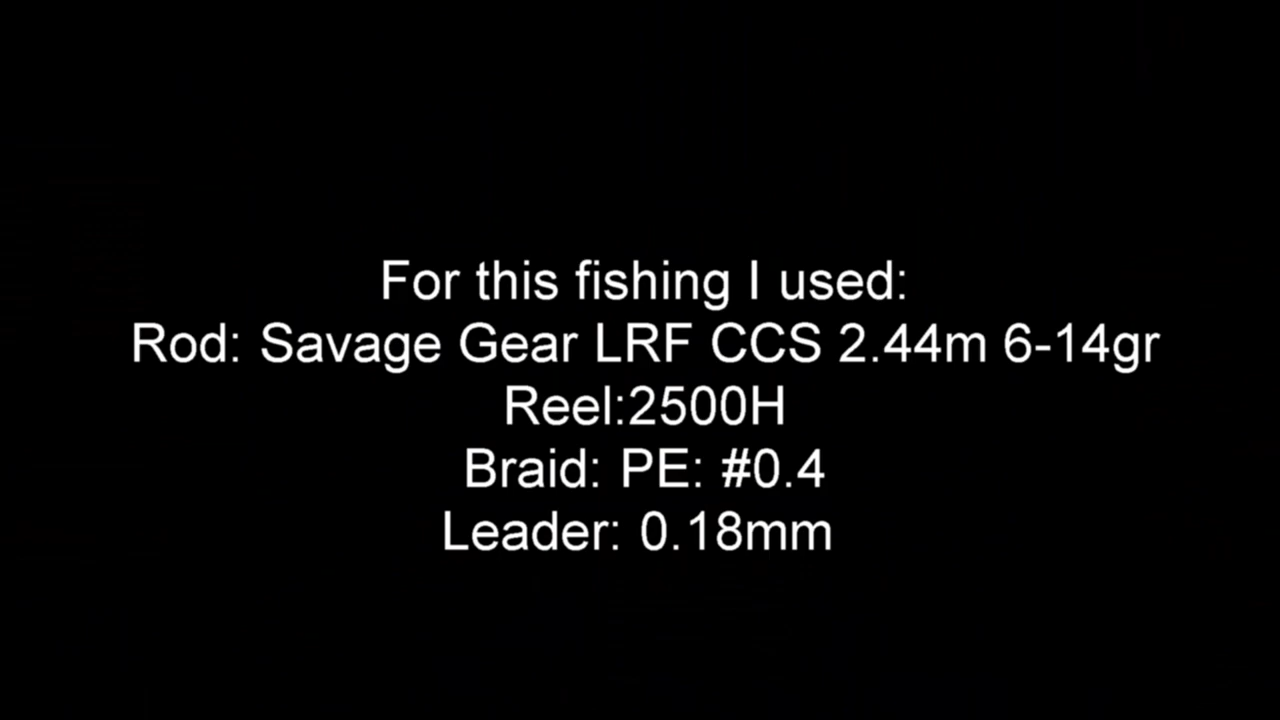 For this fishing I used:
Rod: Savage Gear LRF CCS 2.44m 6-14gr
Reel:2500H
Braid: PE: #0.4
Leader: 0.18mm